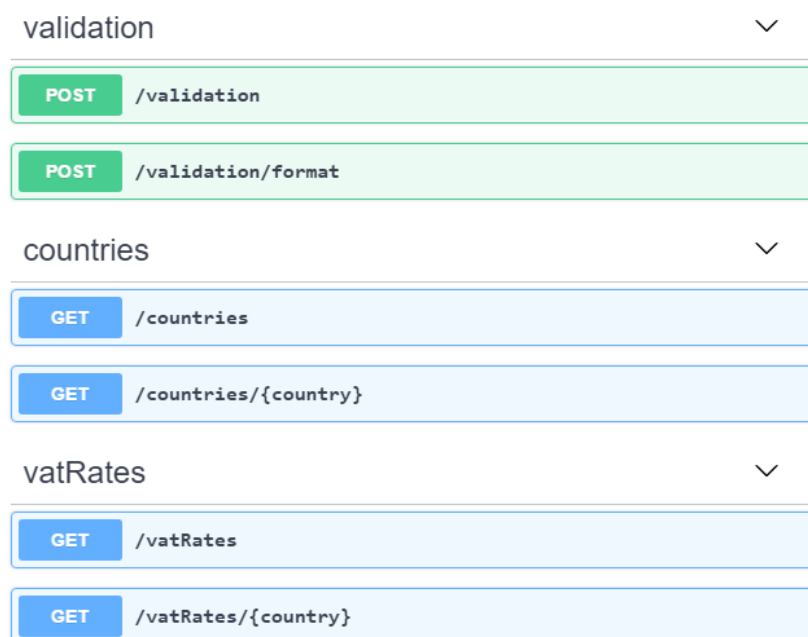 validation
POST /validation
POST /validation/format
countries
GET /countries
GET /countries/{country}
vatRates
GET /vatRates
GET /vatRates/{country}